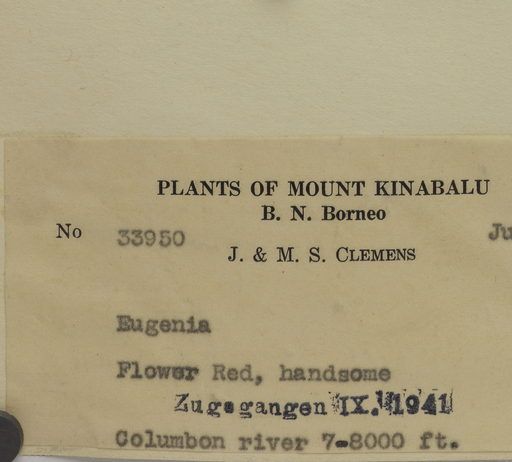 PLANTS OF MOUNT KINABALU
B. N. Borneo
No 33950 Ju
J. & M. S. CLEMENS
Eugenia
Flower Red, handsome
Zugegangen IX. 1941
Columbon river 7-8000 ft.